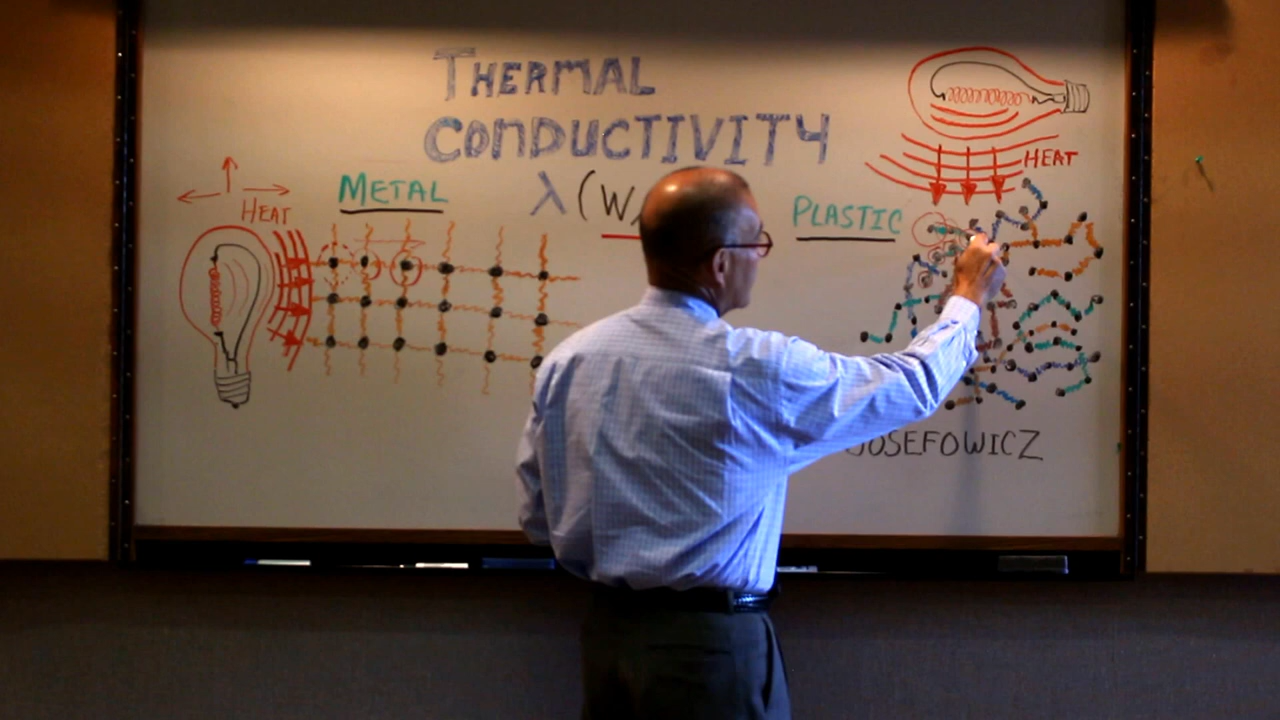 THERMAL
CONDUCTIVITY
λ (W
METAL
HEAT
PLASTIC
HEAT
JOSEFOWICZ